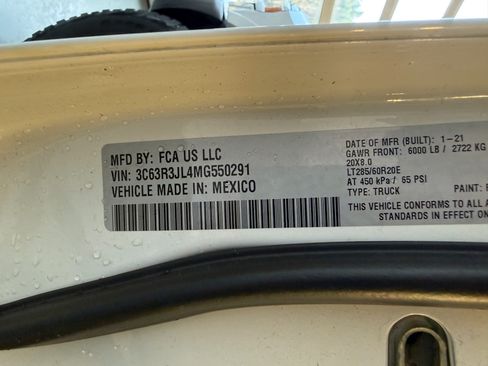 MFD BY: FCA US LLC
VIN: 3C63R3JL4MG550291
VEHICLE MADE IN: MEXICO
DATE OF MFR (BUILT): 1-21
GAWR FRONT: 6000 LB / 2722 KG
20X8.0
LT285/60R20E
AT 450 kPa / 65 PSI
TYPE: TRUCK
PAINT:
THIS VEHICLE CONFORMS TO ALL
STANDARDS IN EFFECT ON